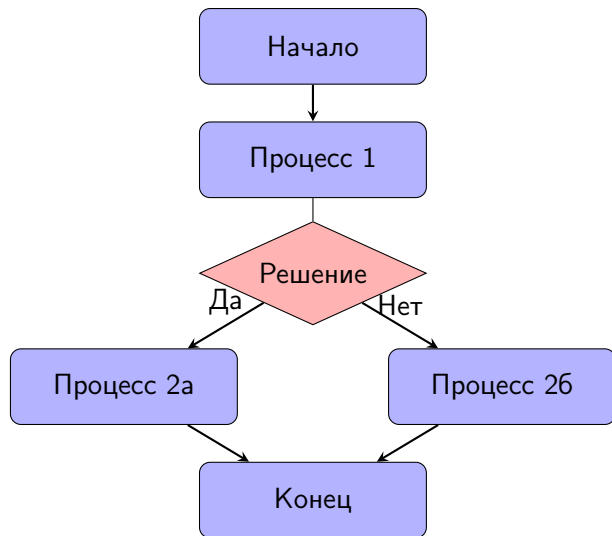 Начало
Процесс 1
Решение
Да
Нет
Процесс 2а
Процесс 2б
Конец